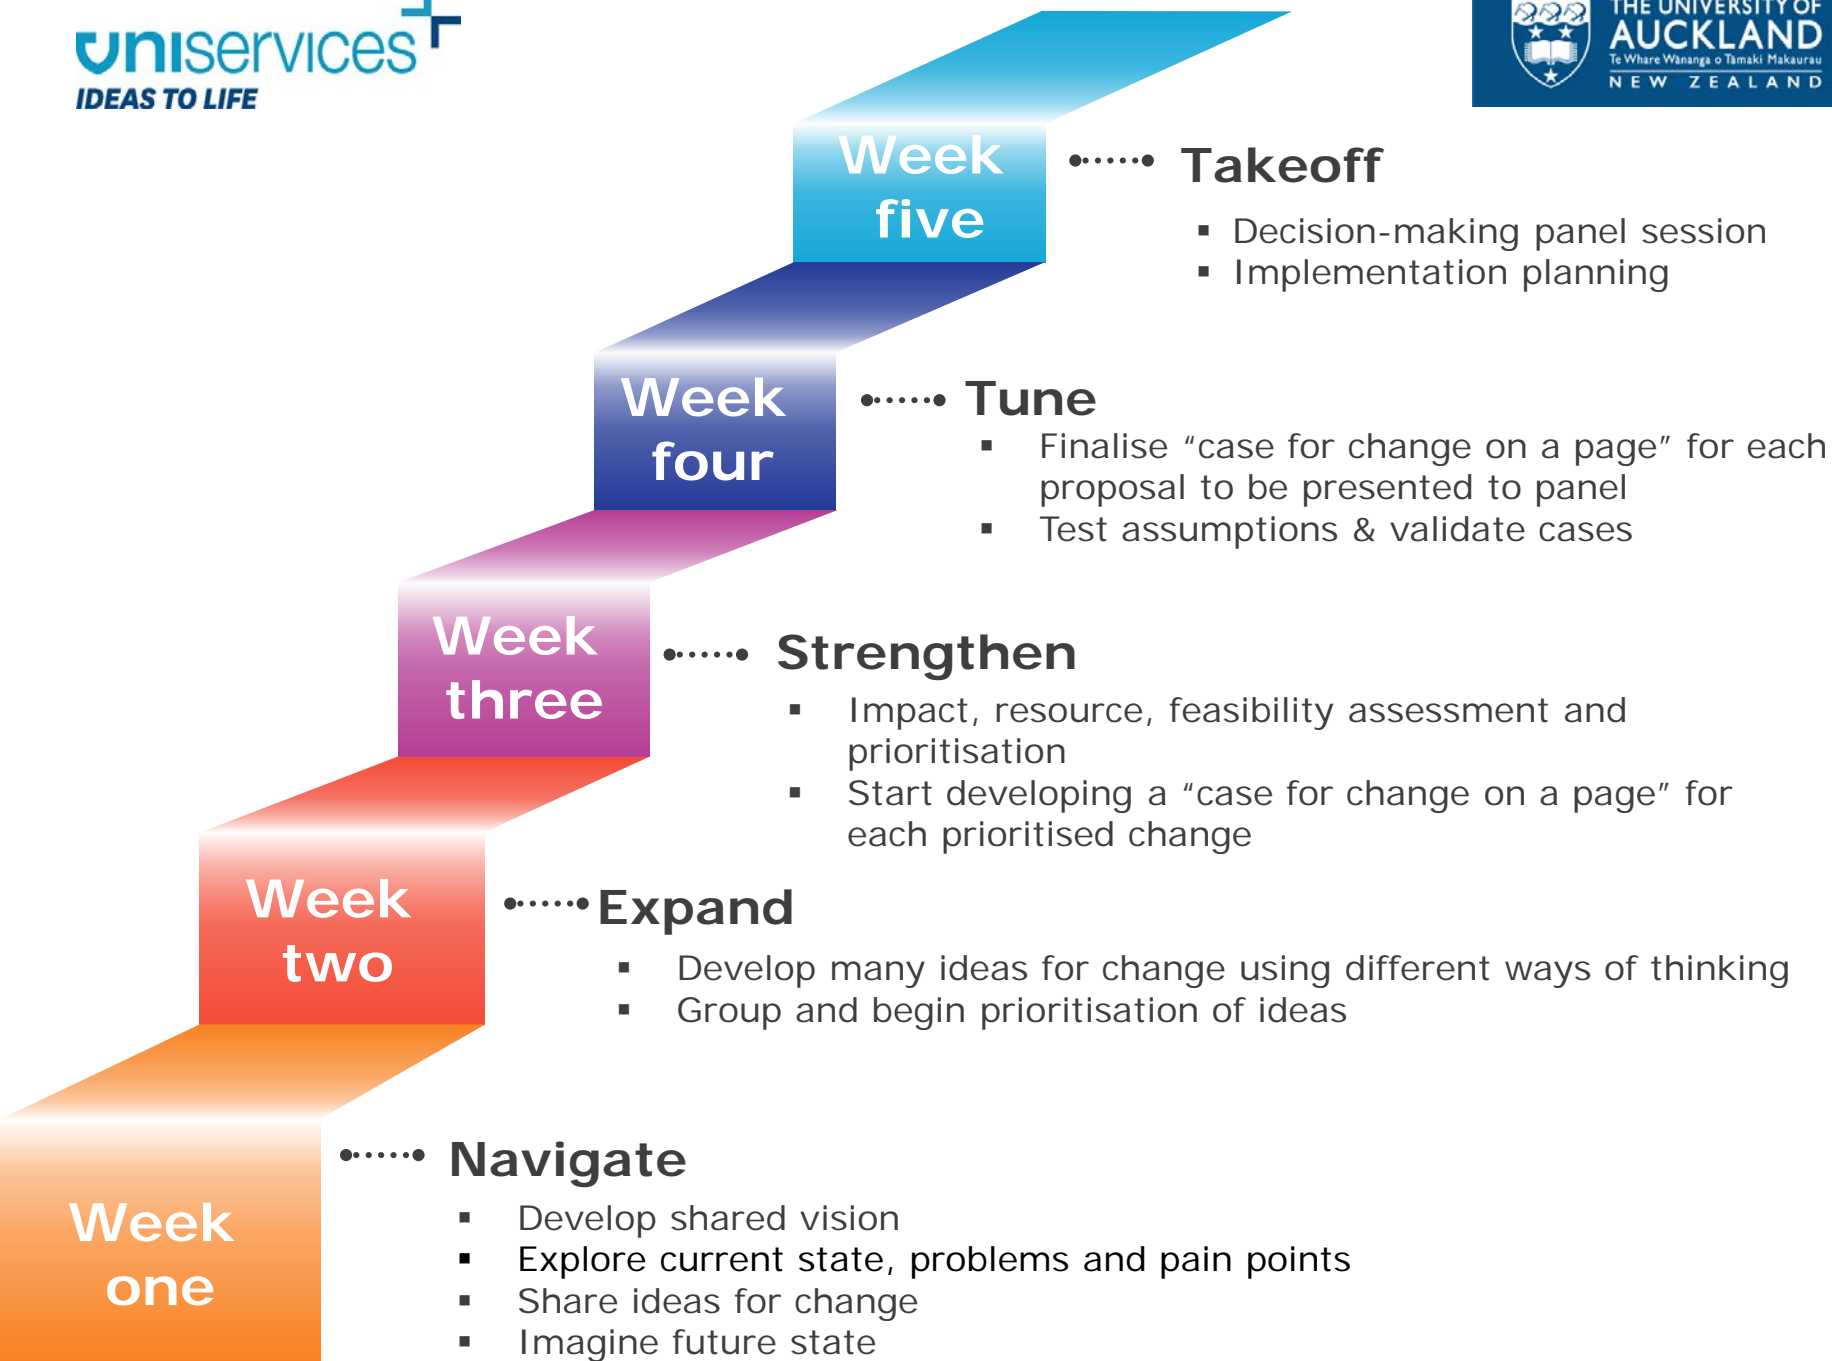 uniservices
IDEAS TO LIFE
THE UNIVERSITY OF
AUCKLAND
Te Whare Wananga o Tamaki Makaurau
NEW ZEALAND
Week
five
Takeoff
▪ Decision-making panel session
▪ Implementation planning
Week
four
Tune
▪ Finalise “case for change on a page” for each
proposal to be presented to panel
▪ Test assumptions & validate cases
Week
three
Strengthen
▪ Impact, resource, feasibility assessment and
prioritisation
▪ Start developing a “case for change on a page” for
each prioritised change
Week
two
Expand
▪ Develop many ideas for change using different ways of thinking
▪ Group and begin prioritisation of ideas
Week
one
Navigate
▪ Develop shared vision
▪ Explore current state, problems and pain points
▪ Share ideas for change
▪ Imagine future state